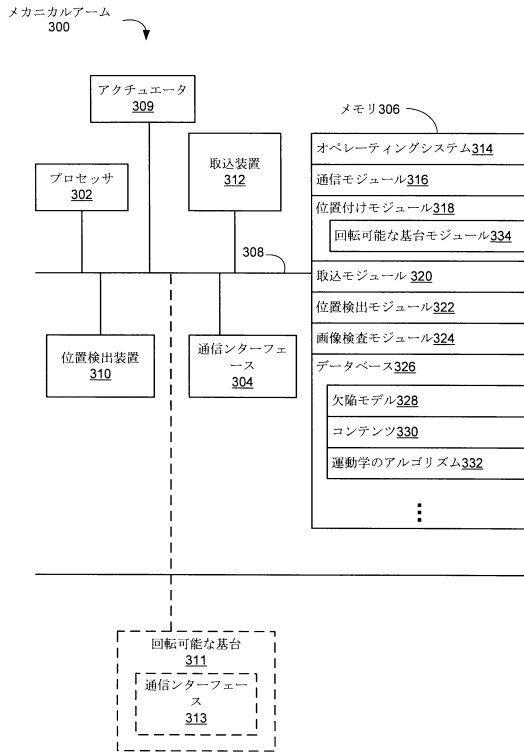 メカニカルアーム
300
アクチュエータ
309
メモリ306
プロセッサ
302
取込装置
312
オペレーティングシステム314
通信モジュール316
位置付けモジュール318
回転可能な基台モジュール334
308
取込モジュール 320
位置検出モジュール322
画像検査モジュール324
データベース326
位置検出装置
310
通信ンターフェ
ース
304
欠陥モデル328
コンテンツ330
運動学のアルゴリズム332
回転可能な基台
311
通信ンターフェー
ス
313